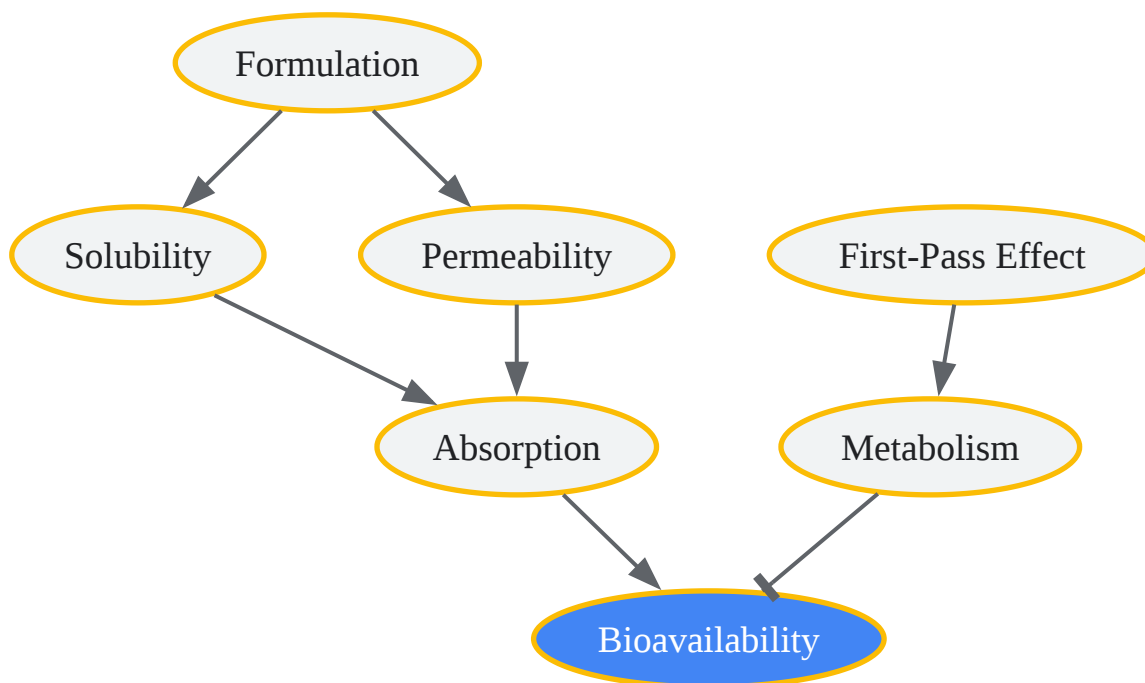 Formulation
Solubility
Permeability
First-Pass Effect
Absorption
Metabolism
Bioavailability